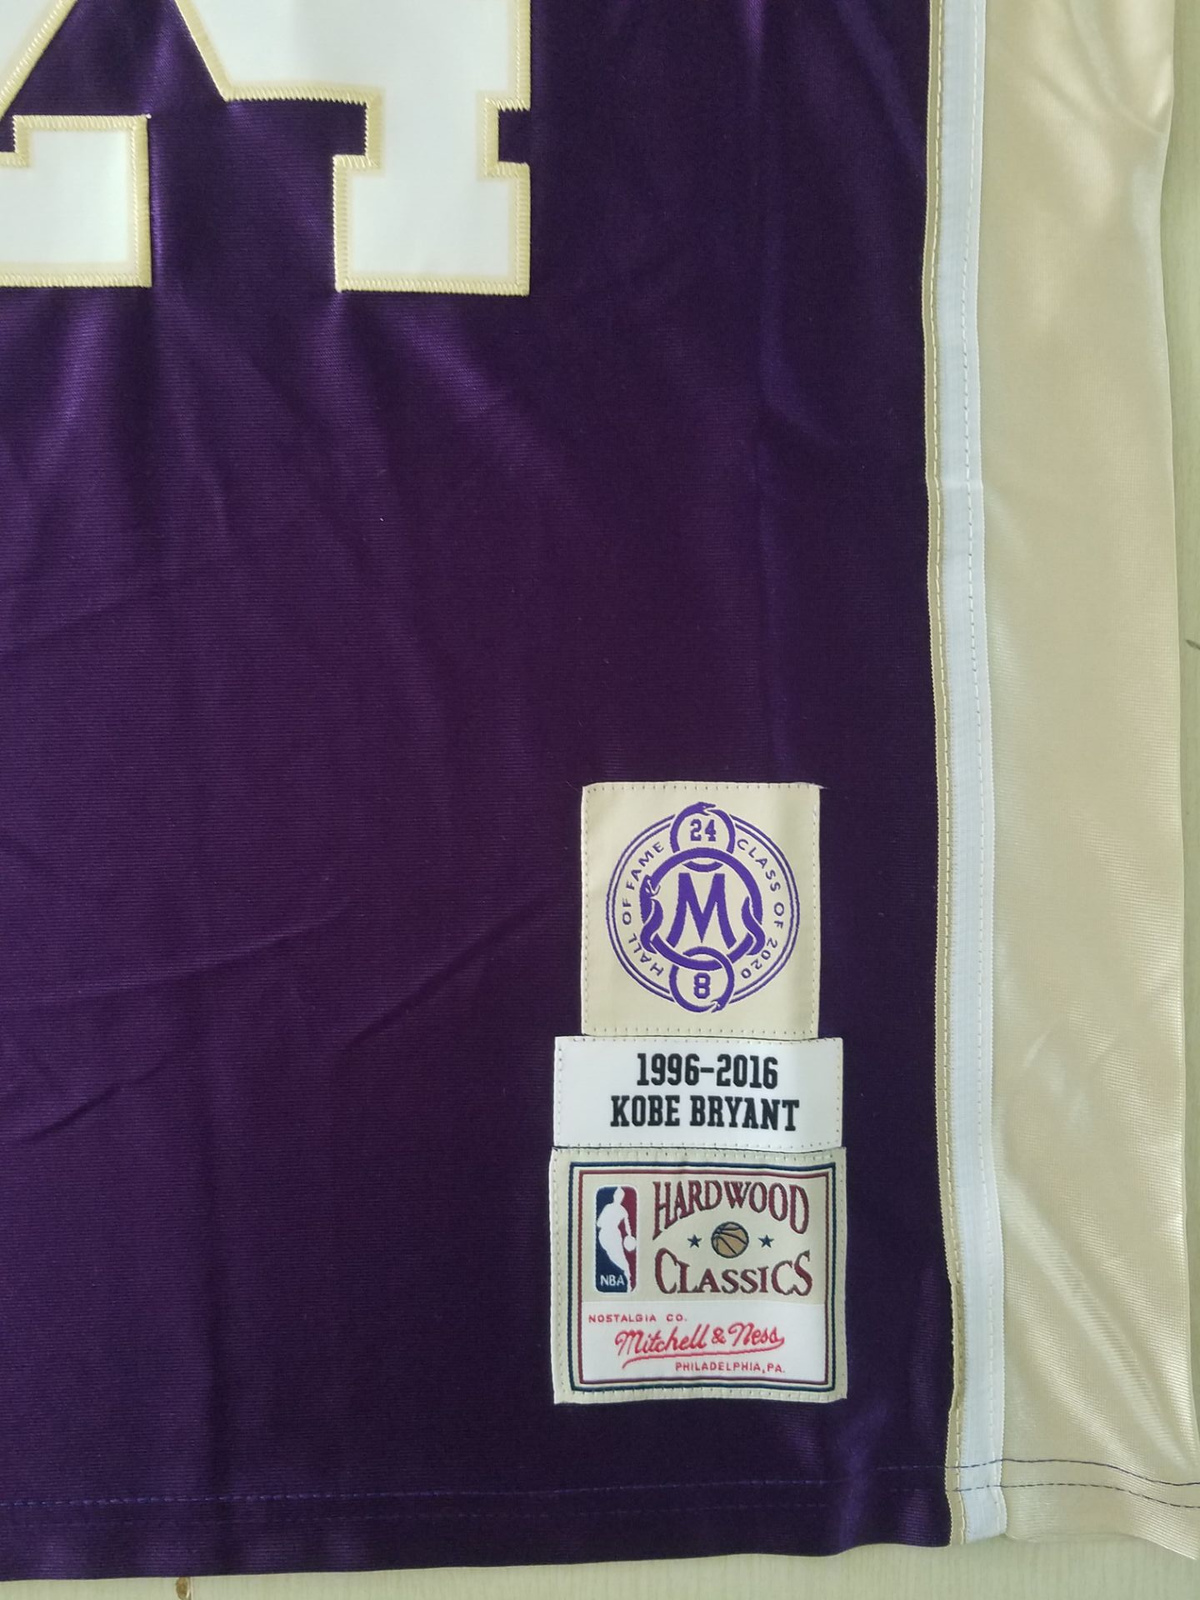 24
HALL OF FAME CLASS OF 2020
M
8
1996-2016
KOBE BRYANT
HARDWOOD
CLASSICS
NBA
NOSTALGIA CO.
Mitchell & Ness
PHILADELPHIA, PA.